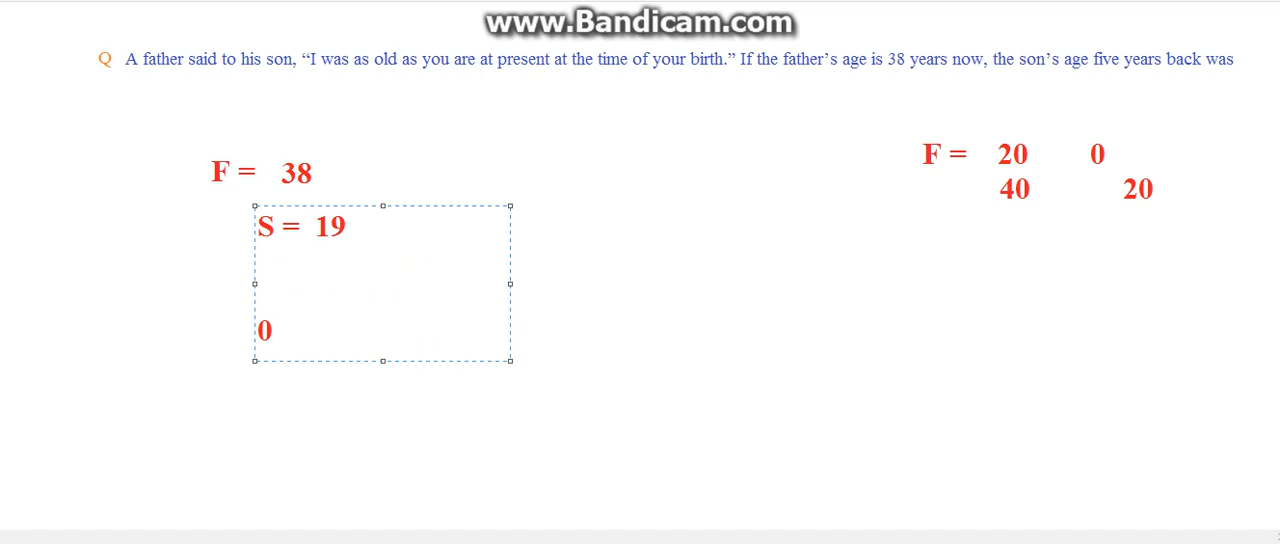 www.Bandicam.com
Q A father said to his son, “I was as old as you are at present at the time of your birth.” If the father’s age is 38 years now, the son’s age five years back was
F = 20 0
F = 38
40 20
S = 19
0